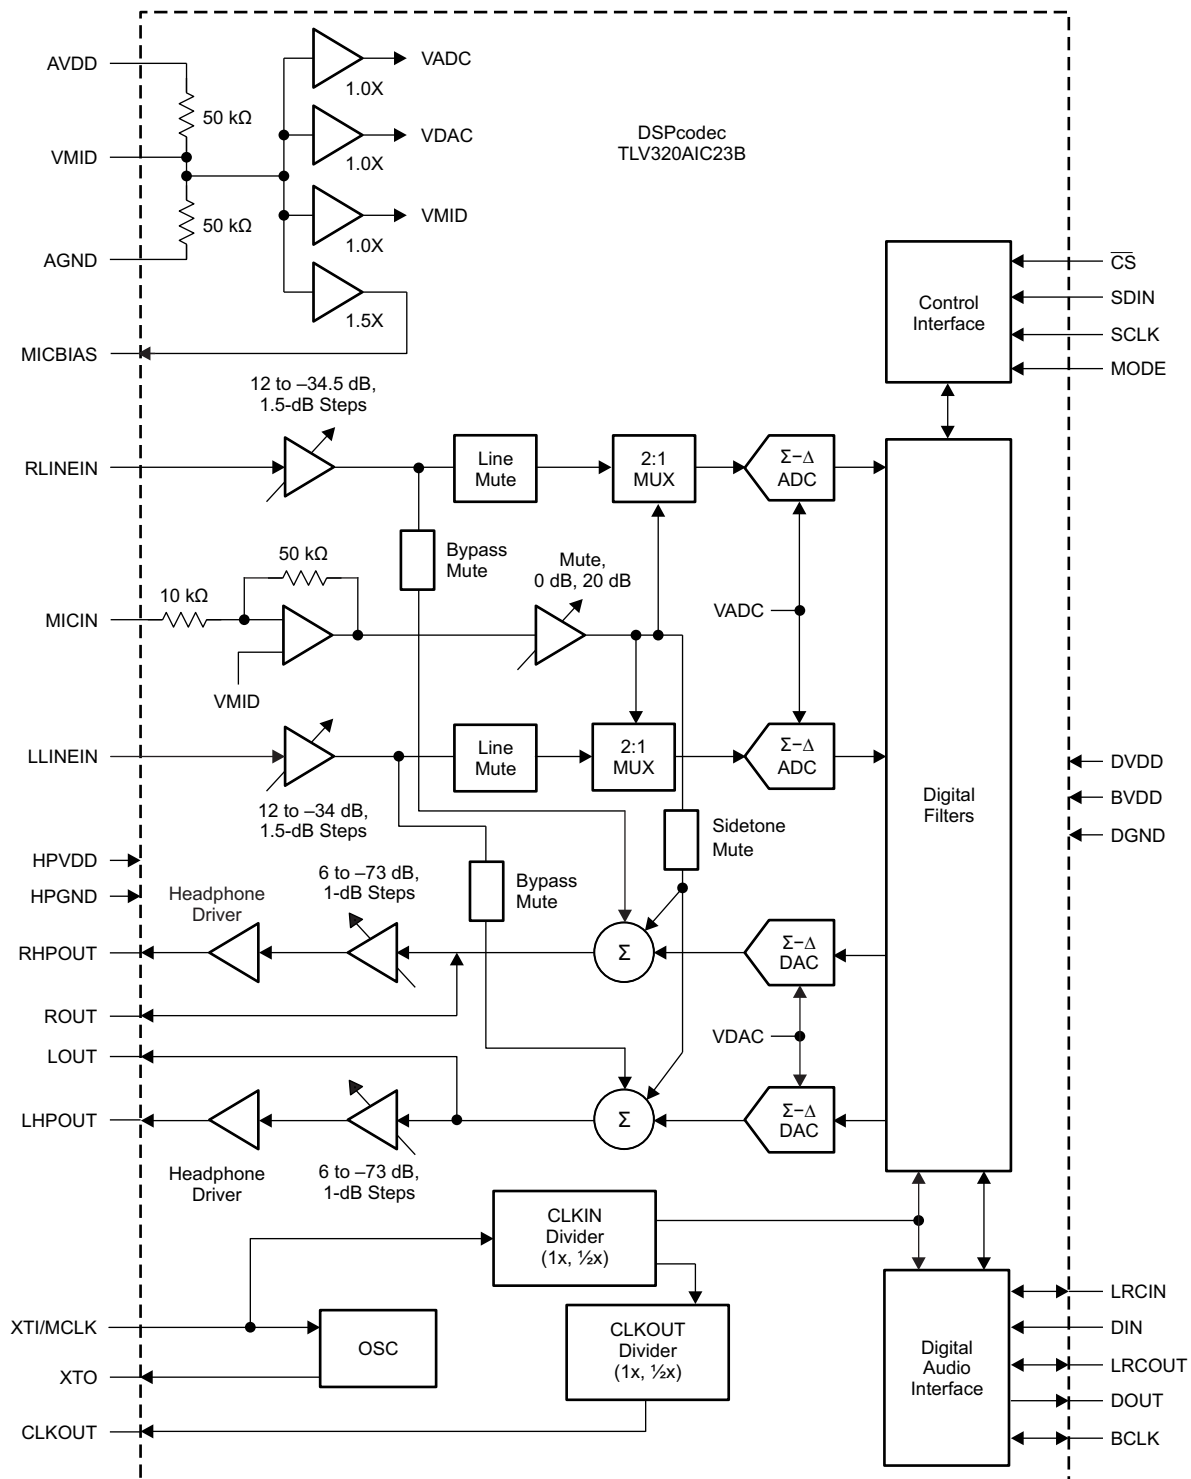 AVDD
50 kΩ
VMID
50 kΩ
AGND
MICBIAS
1.0X
VADC
1.0X
VDAC
1.0X
VMID
1.5X
DSPcodec
TLV320AIC23B
Control
Interface
CS
SDIN
SCLK
MODE
12 to –34.5 dB,
1.5-dB Steps
RLINEIN
Line
Mute
2:1
MUX
Σ−Δ
ADC
Bypass
Mute
50 kΩ
10 kΩ
MICIN
VMID
Mute,
0 dB, 20 dB
VADC
LLINEIN
Line
Mute
2:1
MUX
Σ−Δ
ADC
12 to –34 dB,
1.5-dB Steps
Digital
Filters
DVDD
BVDD
DGND
Sidetone
Mute
HPVDD
HPGND
Headphone
Driver
6 to –73 dB,
1-dB Steps
Bypass
Mute
RHPOUT
Σ
Σ−Δ
DAC
ROUT
LOUT
VDAC
LHPOUT
Σ
Σ−Δ
DAC
Headphone
Driver
6 to –73 dB,
1-dB Steps
CLKIN
Divider
(1x, ½x)
XTI/MCLK
OSC
XTO
CLKOUT
Divider
(1x, ½x)
CLKOUT
Digital
Audio
Interface
LRCIN
DIN
LRCOUT
DOUT
BCLK